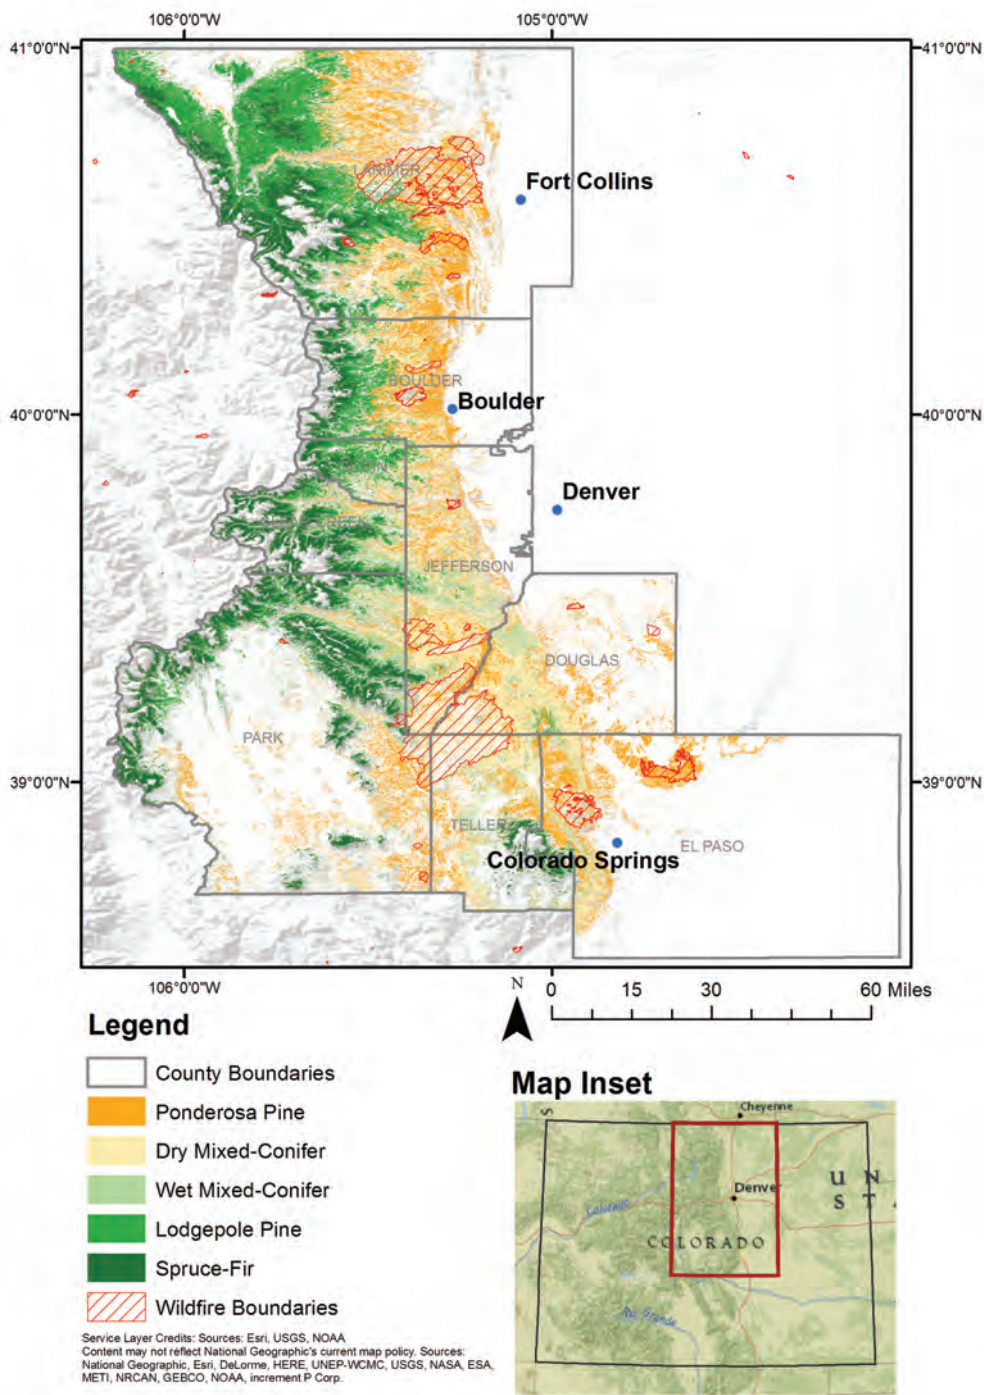 106°0'0"W 105°0'0"W
41°0'0"N 41°0'0"N
LARIMER
Fort Collins
BOULDER
Boulder
40°0'0"N 40°0'0"N
Denver
JEFFERSON
DOUGLAS
PARK
39°0'0"N 39°0'0"N
TELLER
EL PASO
Colorado Springs
106°0'0"W
N
0 15 30 60 Miles
Legend
County Boundaries
Ponderosa Pine
Dry Mixed-Conifer
Wet Mixed-Conifer
Lodgepole Pine
Spruce-Fir
Wildfire Boundaries
Service Layer Credits: Sources: Esri, USGS, NOAA
Content may not reflect National Geographic's current map policy. Sources:
National Geographic, Esri, DeLorme, HERE, UNEP-WCMC, USGS, NASA, ESA,
METI, NRCAN, GEBCO, NOAA, increment P Corp.
Map Inset
S
Cheyenne
U N
Denver
S T
Colorado
COLORADO
Rio Grande